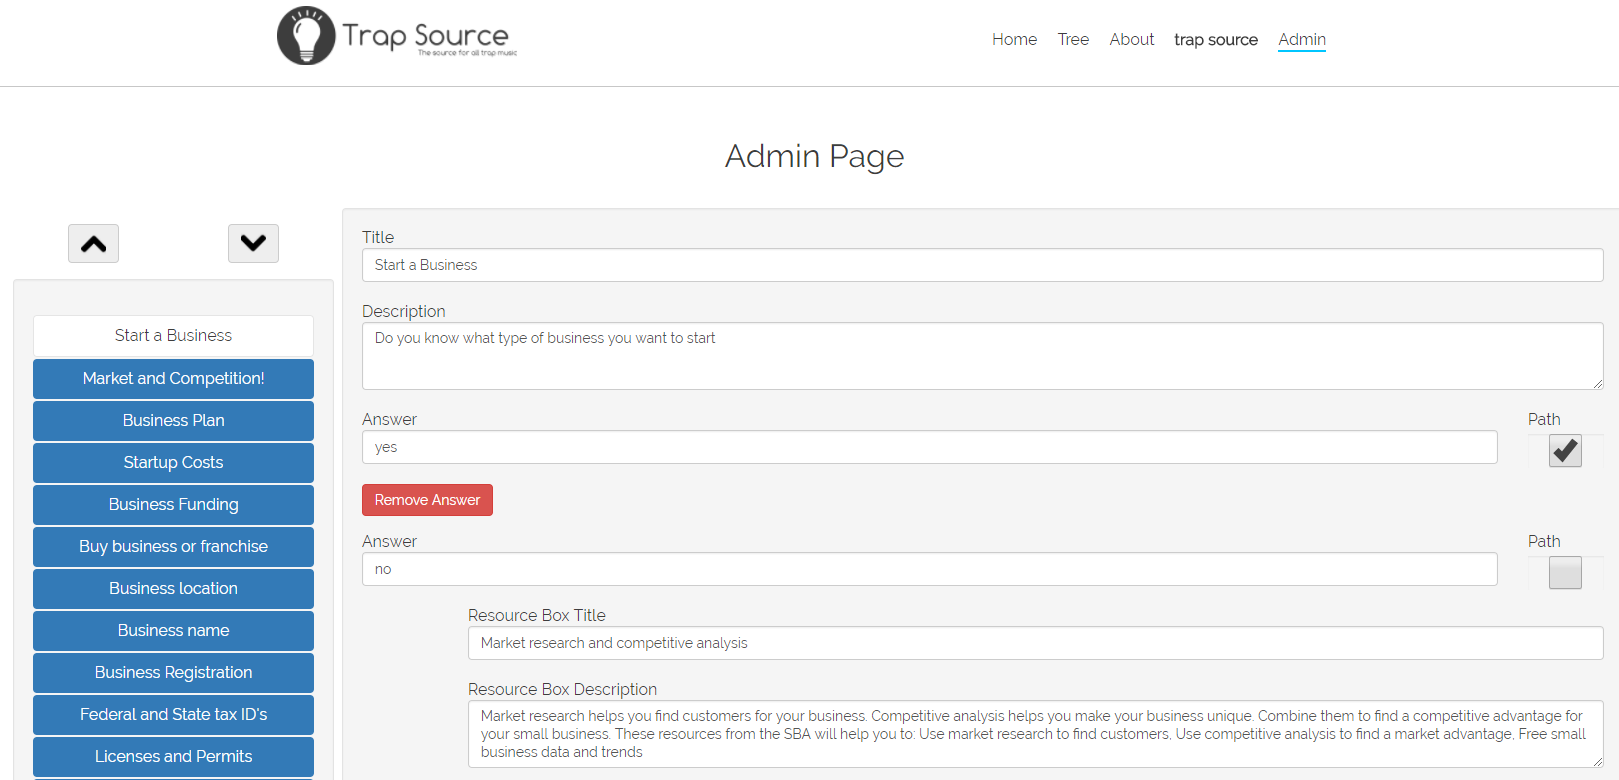 Trap Source
The source for all trap music
Home Tree About trap source Admin
Admin Page
Start a Business
Market and Competition!
Business Plan
Startup Costs
Business Funding
Buy business or franchise
Business location
Business name
Business Registration
Federal and State tax ID's
Licenses and Permits
Title
Start a Business
Description
Do you know what type of business you want to start
Answer Path
yes
Remove Answer
Answer Path
no
Resource Box Title
Market research and competitive analysis
Resource Box Description
Market research helps you find customers for your business. Competitive analysis helps you make your business unique. Combine them to find a competitive advantage for
your small business. These resources from the SBA will help you to: Use market research to find customers, Use competitive analysis to find a market advantage, Free small
business data and trends